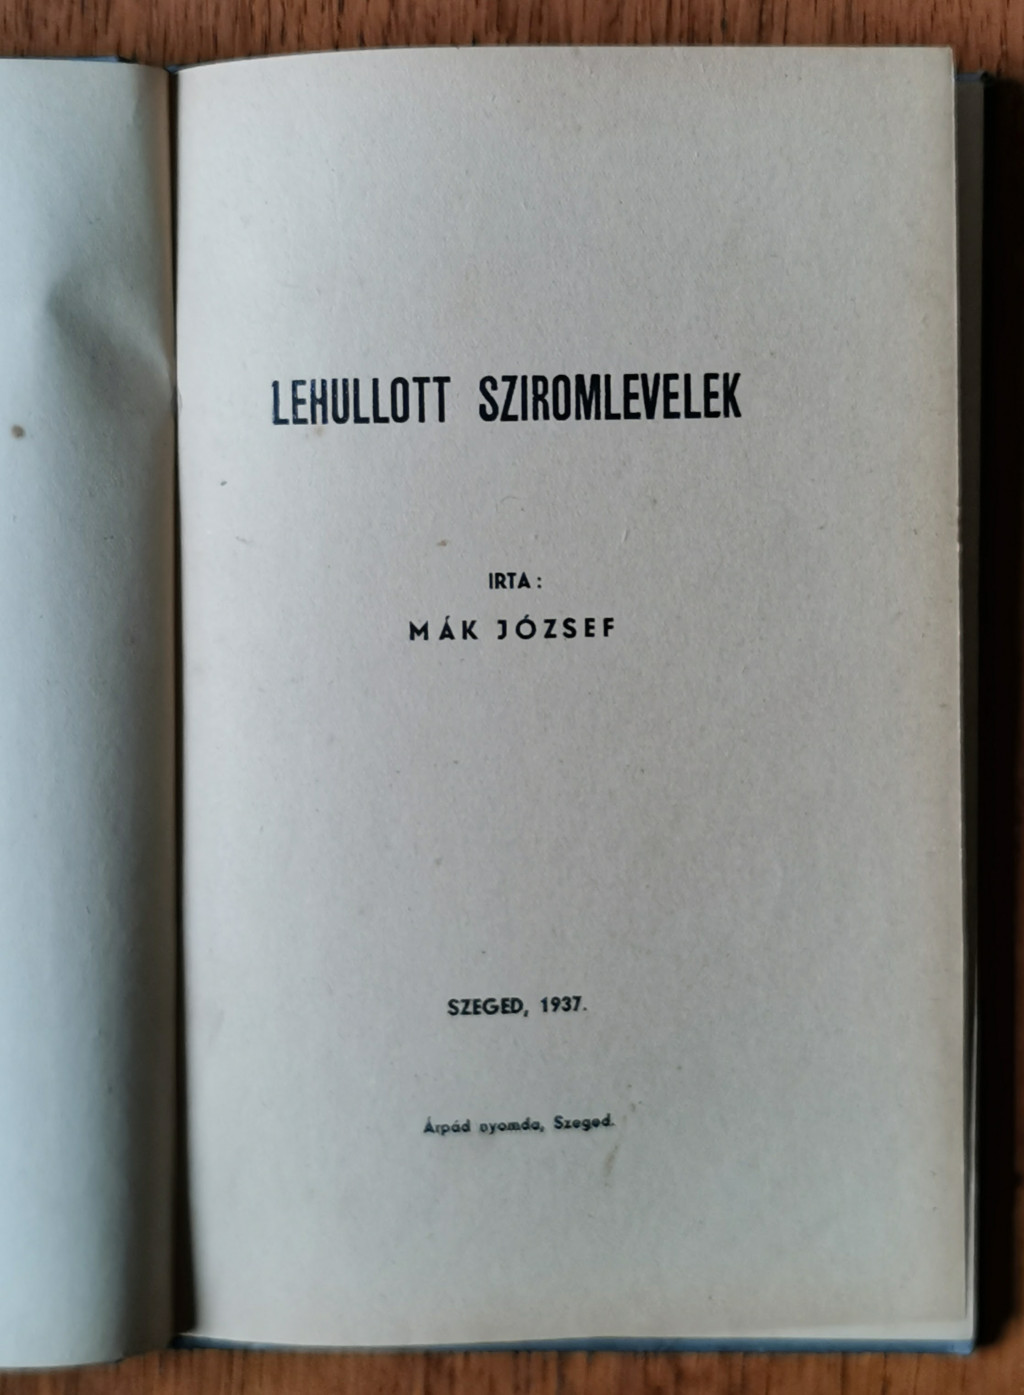 LEHULLOTT SZIROMLEVELEK
IRTA:
MÁK JÓZSEF
SZEGED, 1937.
Árpád nyomda, Szeged.